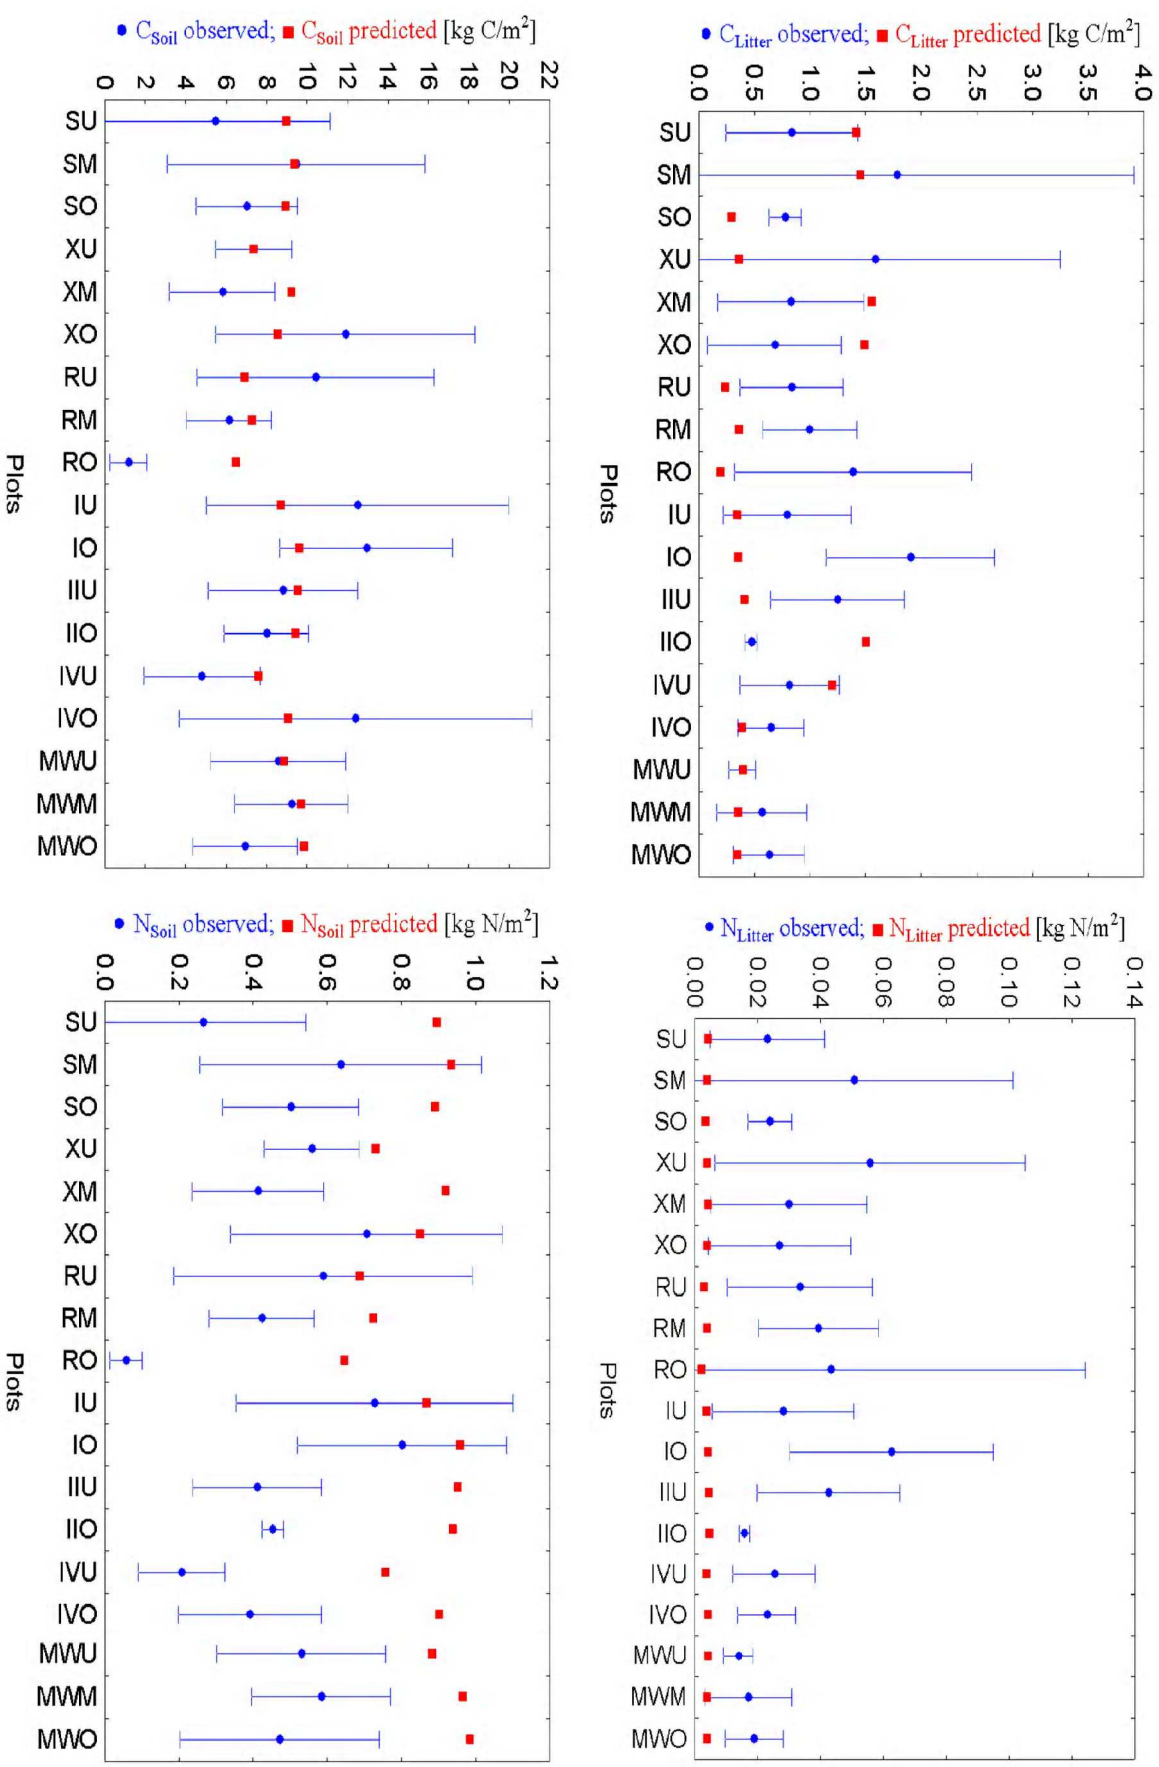 ● C_Soil observed; ■ C_Soil predicted [kg C/m²]
0 2 4 6 8 10 12 14 16 18 20 22
SU
SM
SO
XU
XM
XO
RU
RM
RO
IU
IO
IIU
IIO
IVU
IVO
MWU
MWM
MWO
Plots
● C_Litter observed; ■ C_Litter predicted [kg C/m²]
0.0 0.5 1.0 1.5 2.0 2.5 3.0 3.5 4.0
SU
SM
SO
XU
XM
XO
RU
RM
RO
IU
IO
IIU
IIO
IVU
IVO
MWU
MWM
MWO
Plots
● N_Soil observed; ■ N_Soil predicted [kg N/m²]
0.0 0.2 0.4 0.6 0.8 1.0 1.2
SU
SM
SO
XU
XM
XO
RU
RM
RO
IU
IO
IIU
IIO
IVU
IVO
MWU
MWM
MWO
Plots
● N_Litter observed; ■ N_Litter predicted [kg N/m²]
0.00 0.02 0.04 0.06 0.08 0.10 0.12 0.14
SU
SM
SO
XU
XM
XO
RU
RM
RO
IU
IO
IIU
IIO
IVU
IVO
MWU
MWM
MWO
Plots